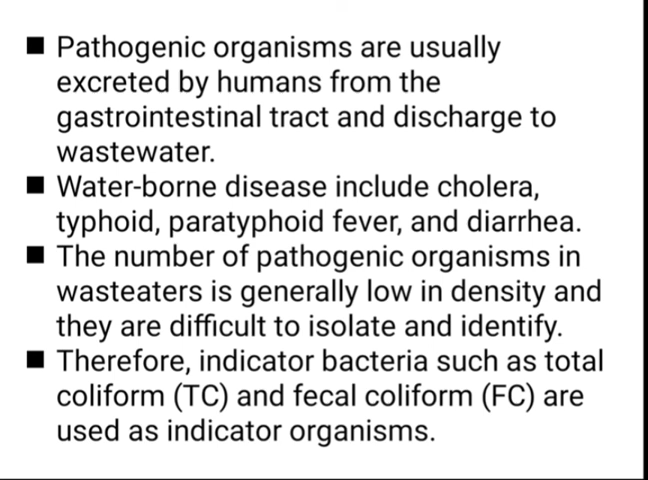 ■ Pathogenic organisms are usually
excreted by humans from the
gastrointestinal tract and discharge to
wastewater.
■ Water-borne disease include cholera,
typhoid, paratyphoid fever, and diarrhea.
■ The number of pathogenic organisms in
wasteaters is generally low in density and
they are difficult to isolate and identify.
■ Therefore, indicator bacteria such as total
coliform (TC) and fecal coliform (FC) are
used as indicator organisms.